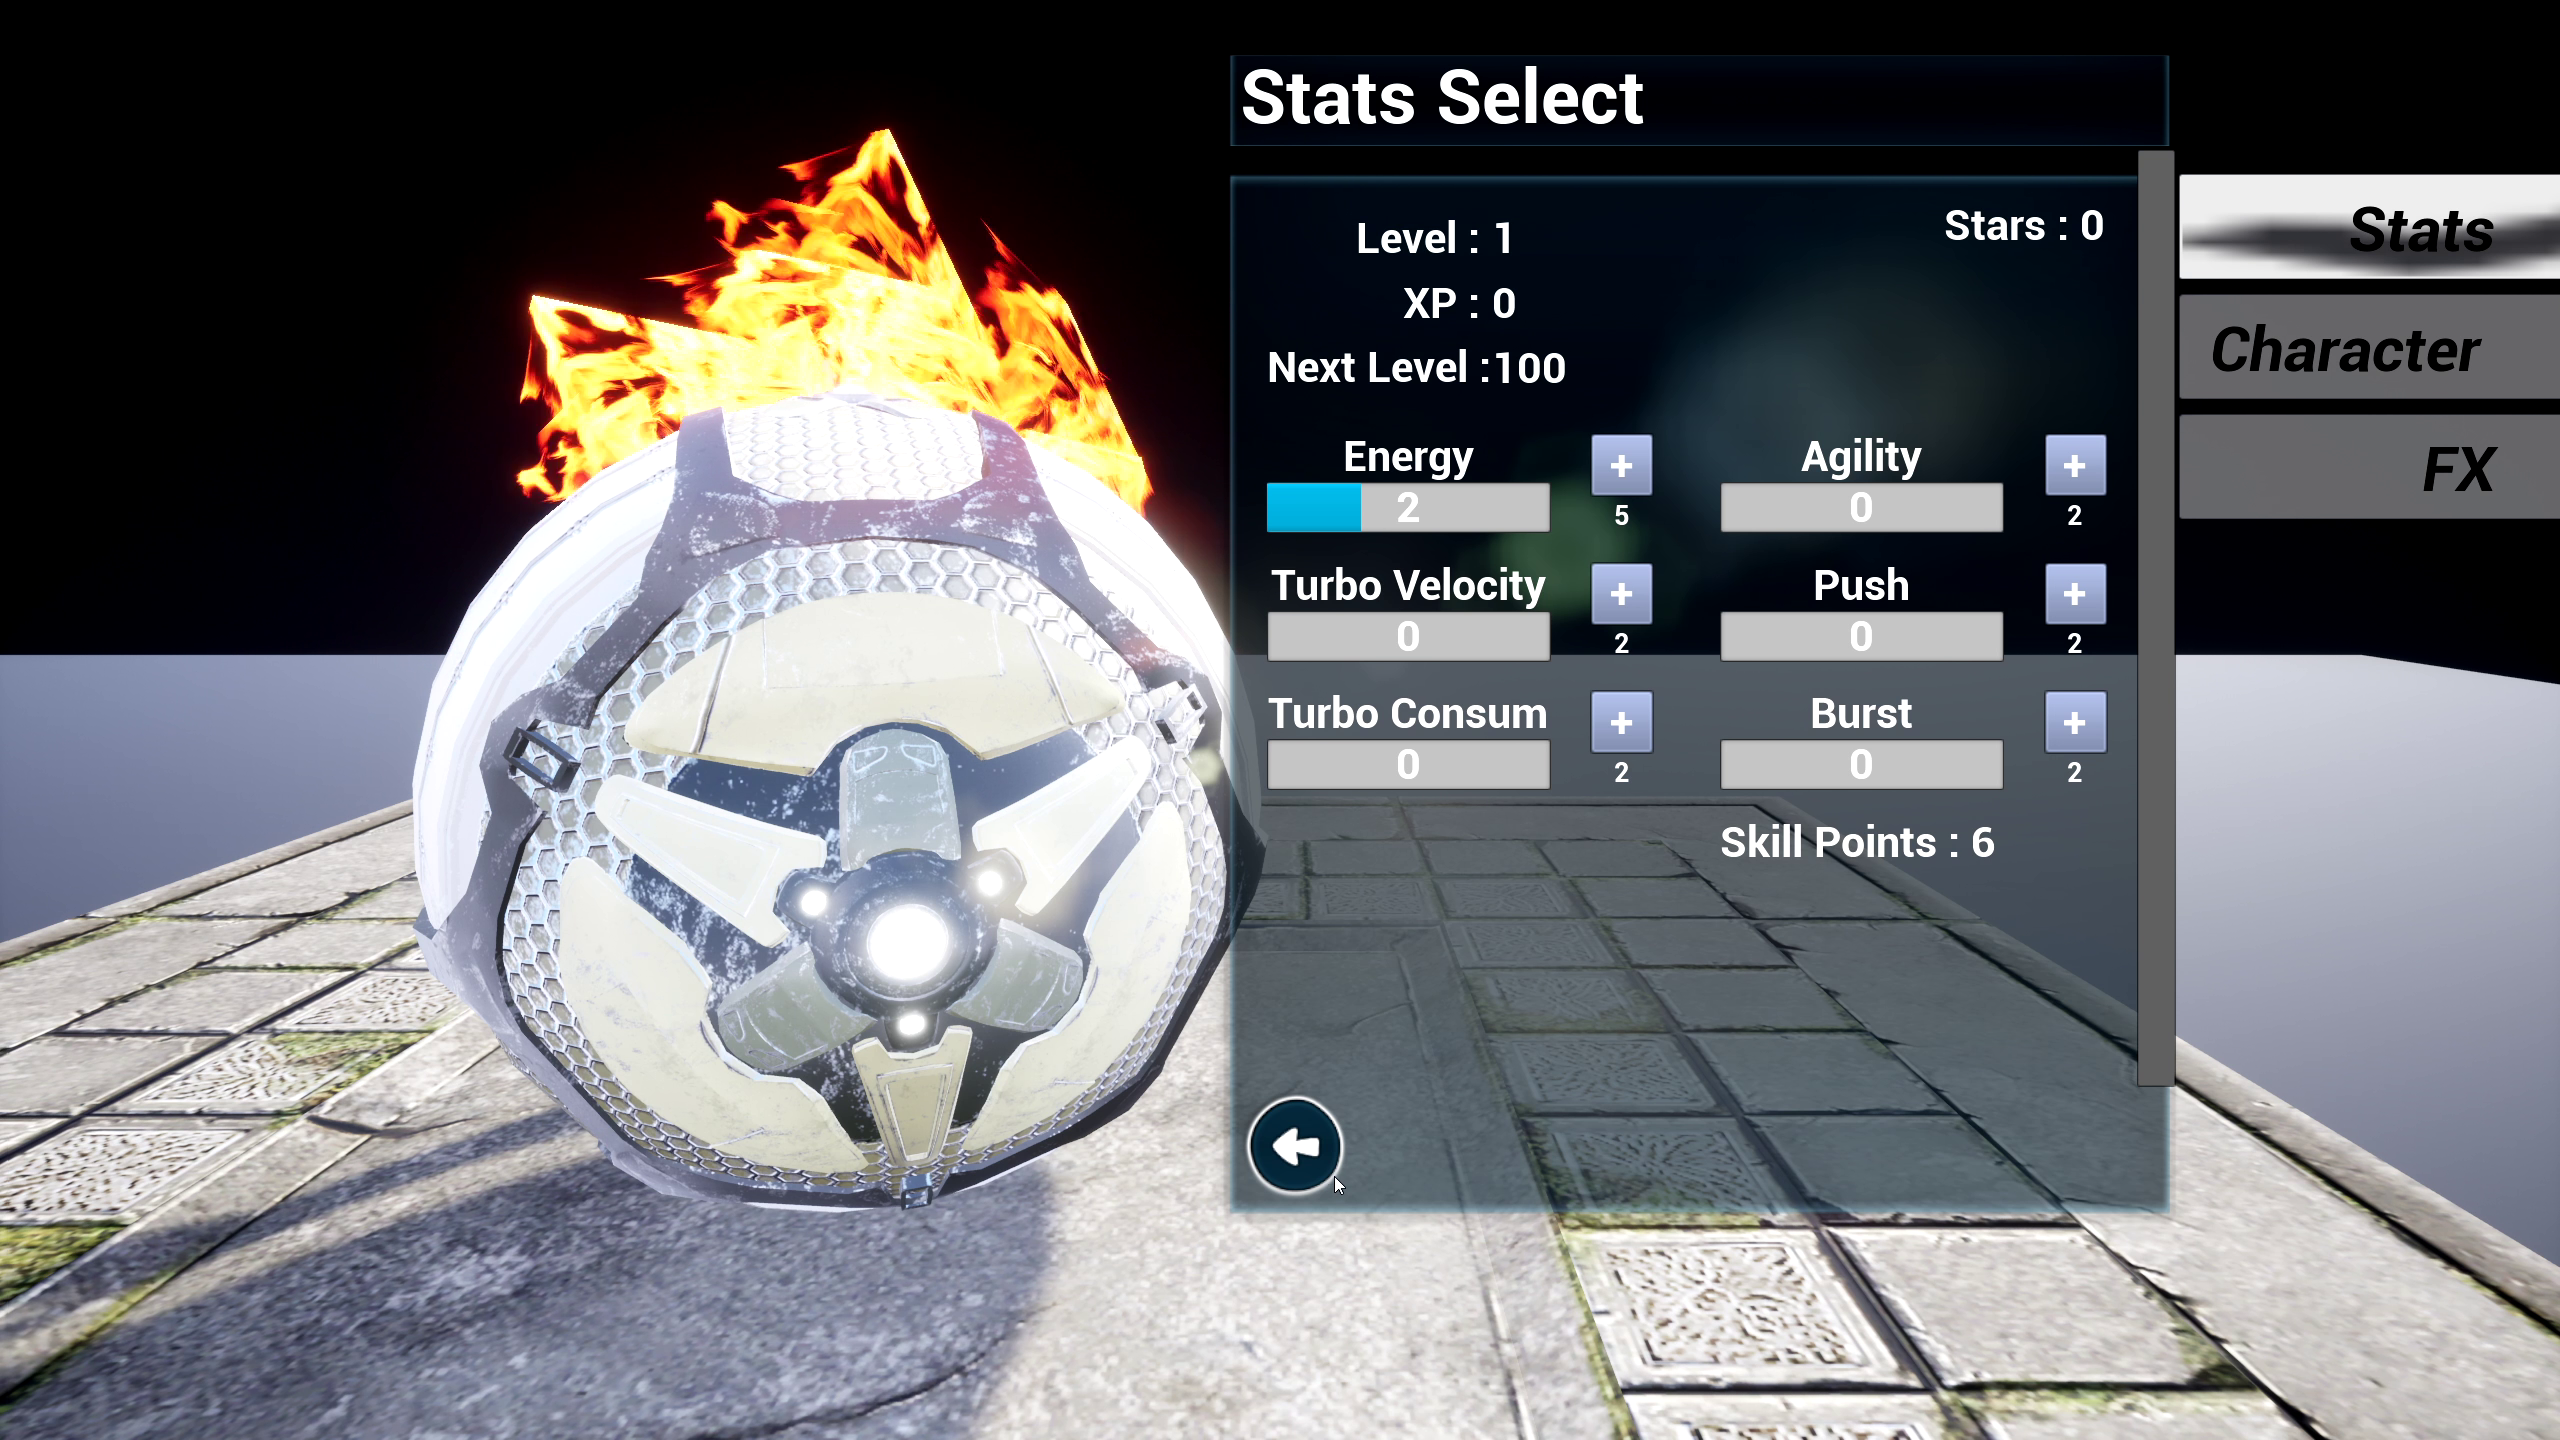 Stats Select
Level : 1
Stars : 0
XP : 0
Next Level :100
Energy
2
+
5
Agility
0
+
2
Turbo Velocity
0
+
2
Push
0
+
2
Turbo Consum
0
+
2
Burst
0
+
2
Skill Points : 6
Stats
Character
FX